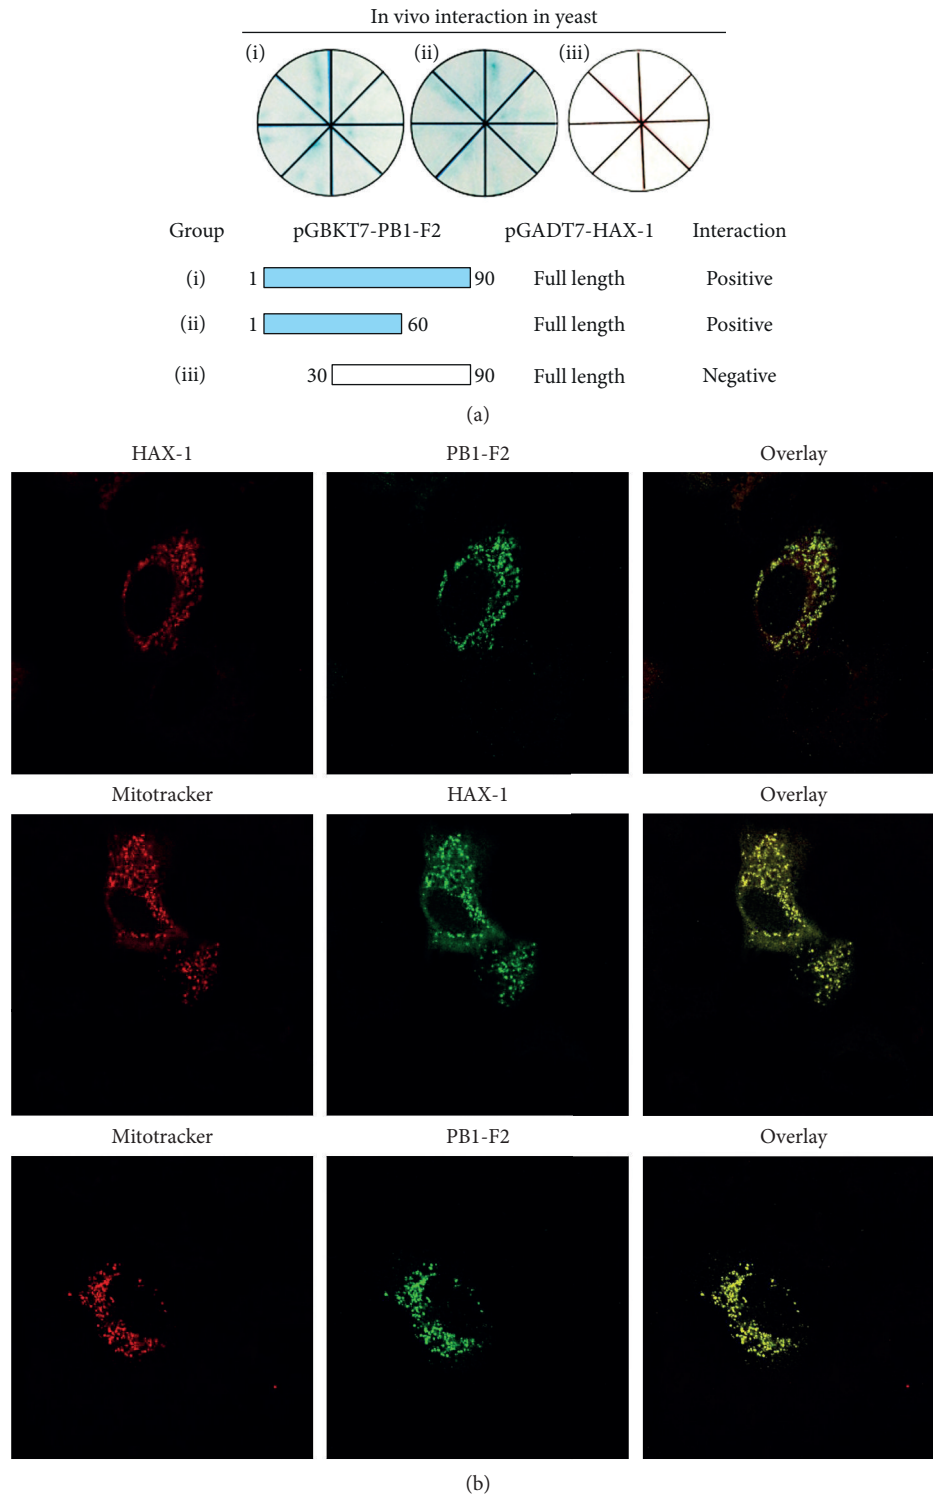 In vivo interaction in yeast
(i) (ii) (iii)
Group pGBKT7-PB1-F2 pGADT7-HAX-1 Interaction
(i) 1 90 Full length Positive
(ii) 1 60 Full length Positive
(iii) 30 90 Full length Negative
(a)
HAX-1 PB1-F2 Overlay
Mitotracker HAX-1 Overlay
Mitotracker PB1-F2 Overlay
(b)